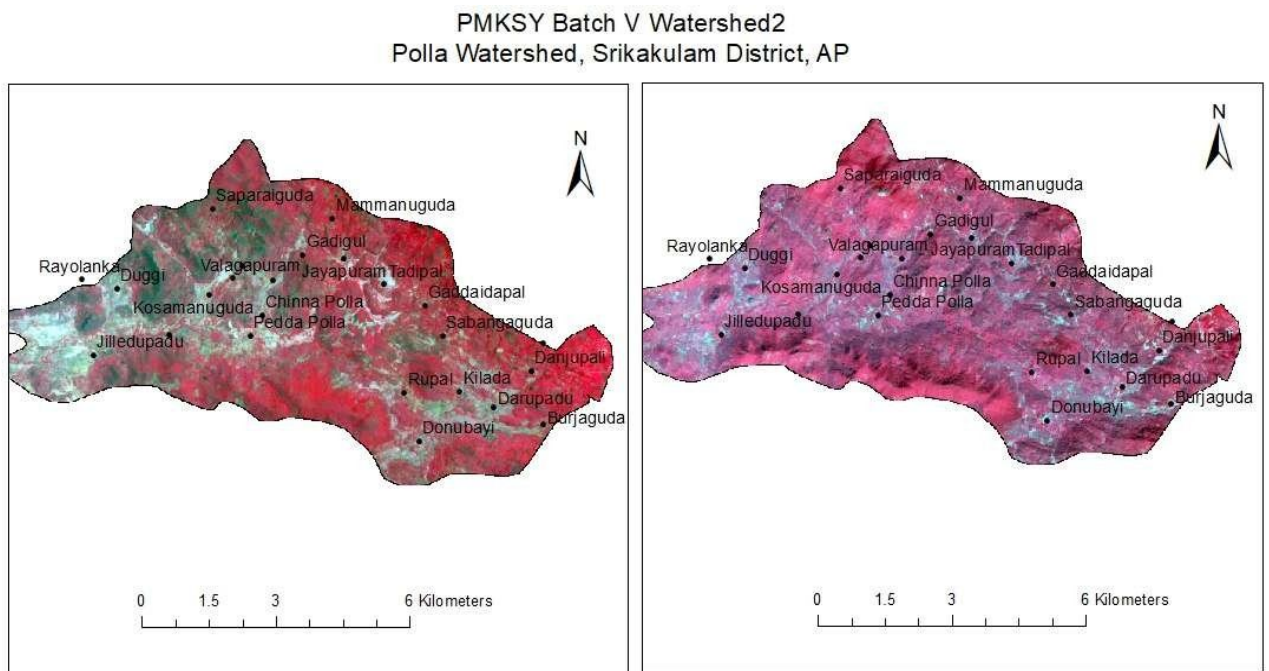 PMKSY Batch V Watershed2
Polla Watershed, Srikakulam District, AP
N
Saparaiguda
Mammanuguda
Gadigul
Rayolanka
Duggi
Valagapuram
Jayapuram
Tadipal
Gaddaidapal
Kosamanuguda
Chinna Polla
Pedda Polla
Sabangaguda
Jilledupadu
Danjupali
Rupal
Kilada
Darupadu
Burjaguda
Donubayi
0 1.5 3 6 Kilometers
N
Saparaiguda
Mammanuguda
Gadigul
Rayolanka
Duggi
Valagapuram
Jayapuram
Tadipal
Gaddaidapal
Kosamanuguda
Chinna Polla
Pedda Polla
Sabangaguda
Jilledupadu
Danjupali
Rupal
Kilada
Darupadu
Burjaguda
Donubayi
0 1.5 3 6 Kilometers